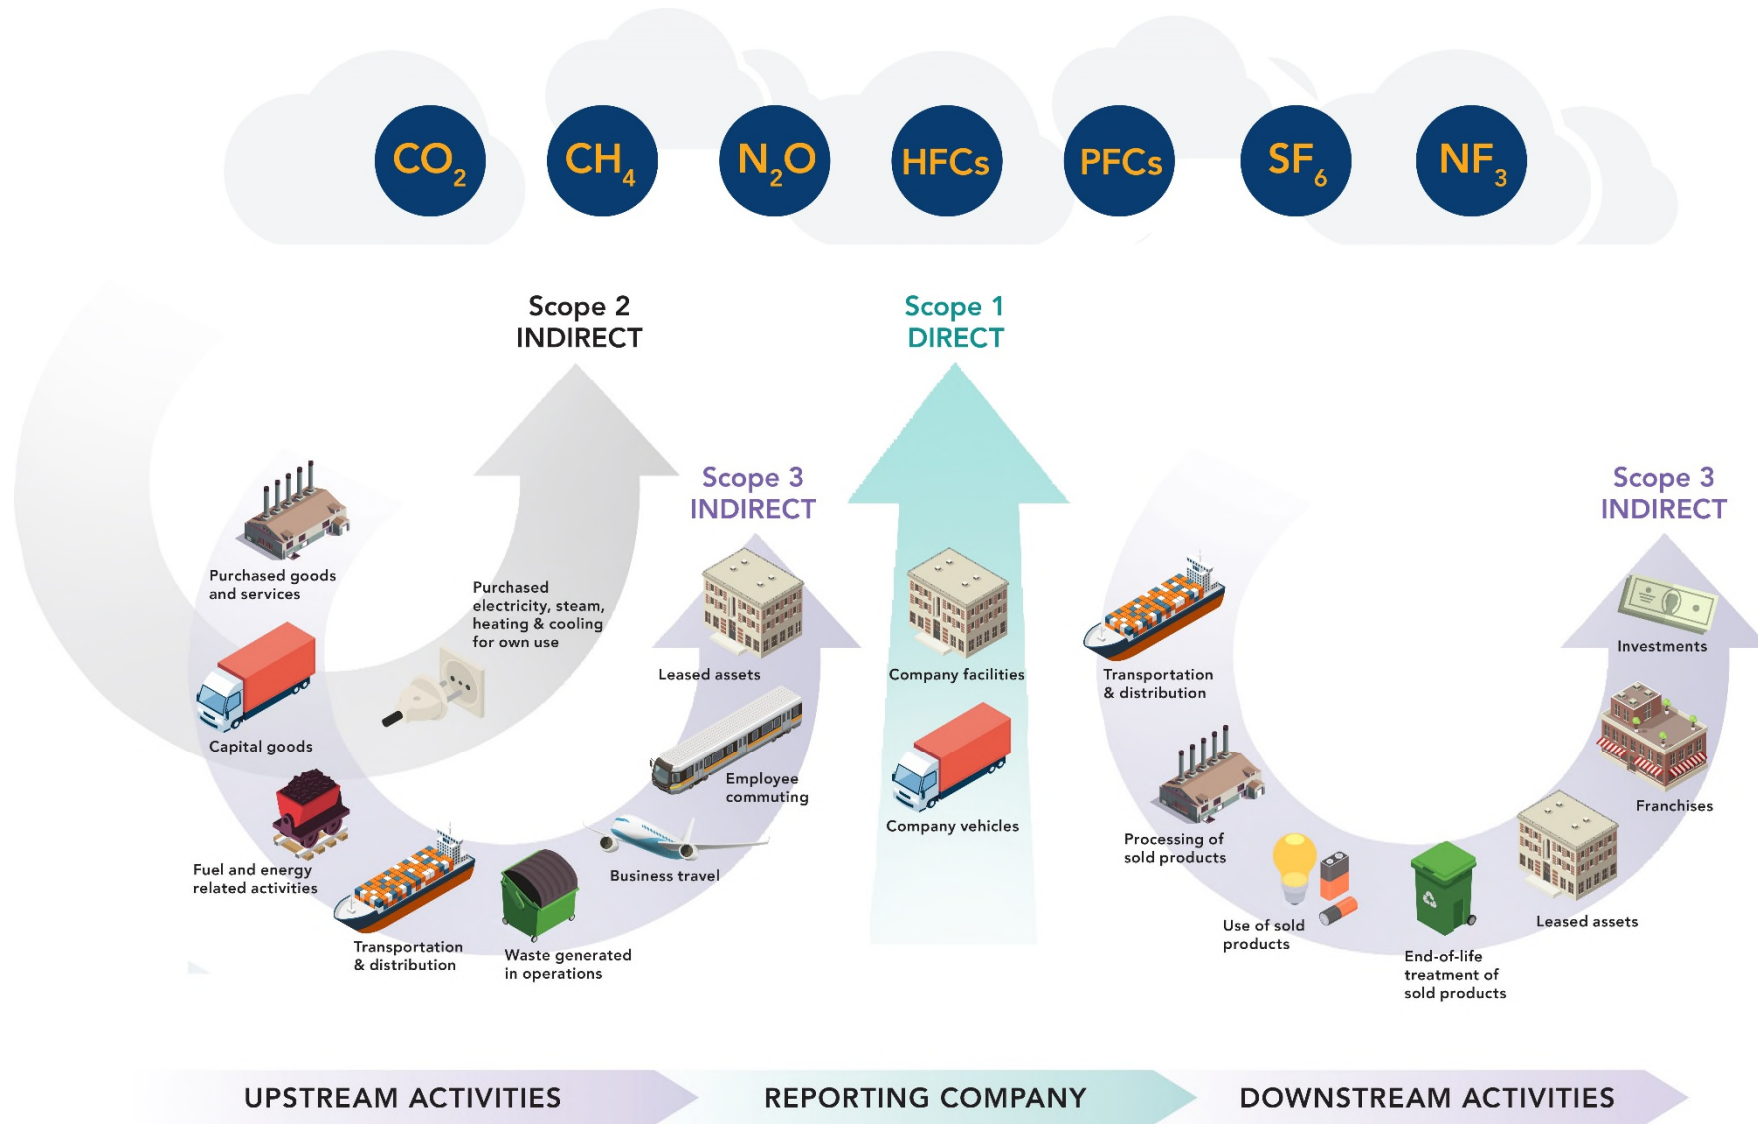 CO₂ CH₄ N₂O HFCs PFCs SF₆ NF₃
Scope 2
INDIRECT
Scope 1
DIRECT
Scope 3
INDIRECT
Scope 3
INDIRECT
Purchased goods
and services
Capital goods
Fuel and energy
related activities
Transportation
& distribution
Waste generated
in operations
Business travel
Employee
commuting
Leased assets
Purchased
electricity, steam,
heating & cooling
for own use
Company facilities
Company vehicles
Transportation
& distribution
Processing of
sold products
Use of sold
products
End-of-life
treatment of
sold products
Leased assets
Franchises
Investments
UPSTREAM ACTIVITIES
REPORTING COMPANY
DOWNSTREAM ACTIVITIES